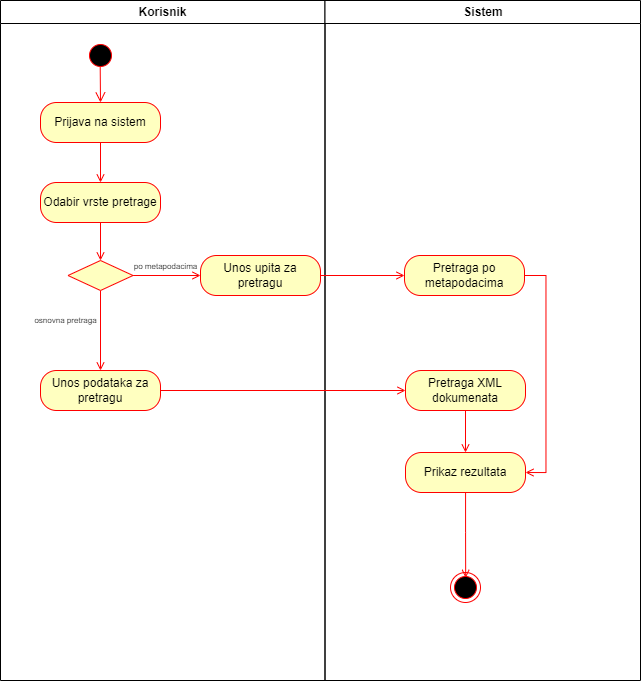 Korisnik
Sistem
Prijava na sistem
Odabir vrste pretrage
po metapodacima
Unos upita za
pretragu
Pretraga po
metapodacima
osnovna pretraga
Unos podataka za
pretragu
Pretraga XML
dokumenata
Prikaz rezultata